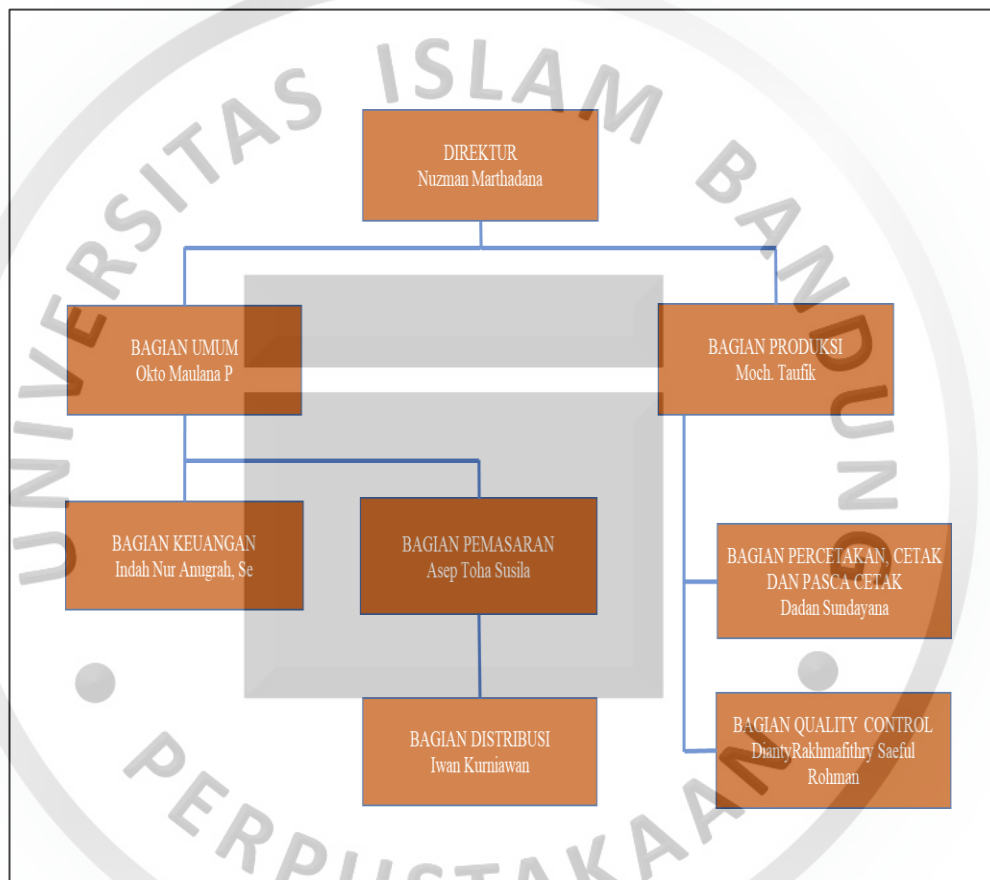 UNIVERSITAS ISLAM BANDUNG
DIREKTUR
Nuzman Marthadana
BAGIAN UMUM
Okto Maulana P
BAGIAN PRODUKSI
Moch. Taufik
BAGIAN KEUANGAN
Indah Nur Anugrah, Se
BAGIAN PEMASARAN
Asep Toha Susila
BAGIAN PERCETAKAN, CETAK
DAN PASCA CETAK
Dadan Sundayana
BAGIAN DISTRIBUSI
Iwan Kurniawan
BAGIAN QUALITY CONTROL
DiantyRakhmafithry Saeful
Rohman
PERPUSTAKAAN